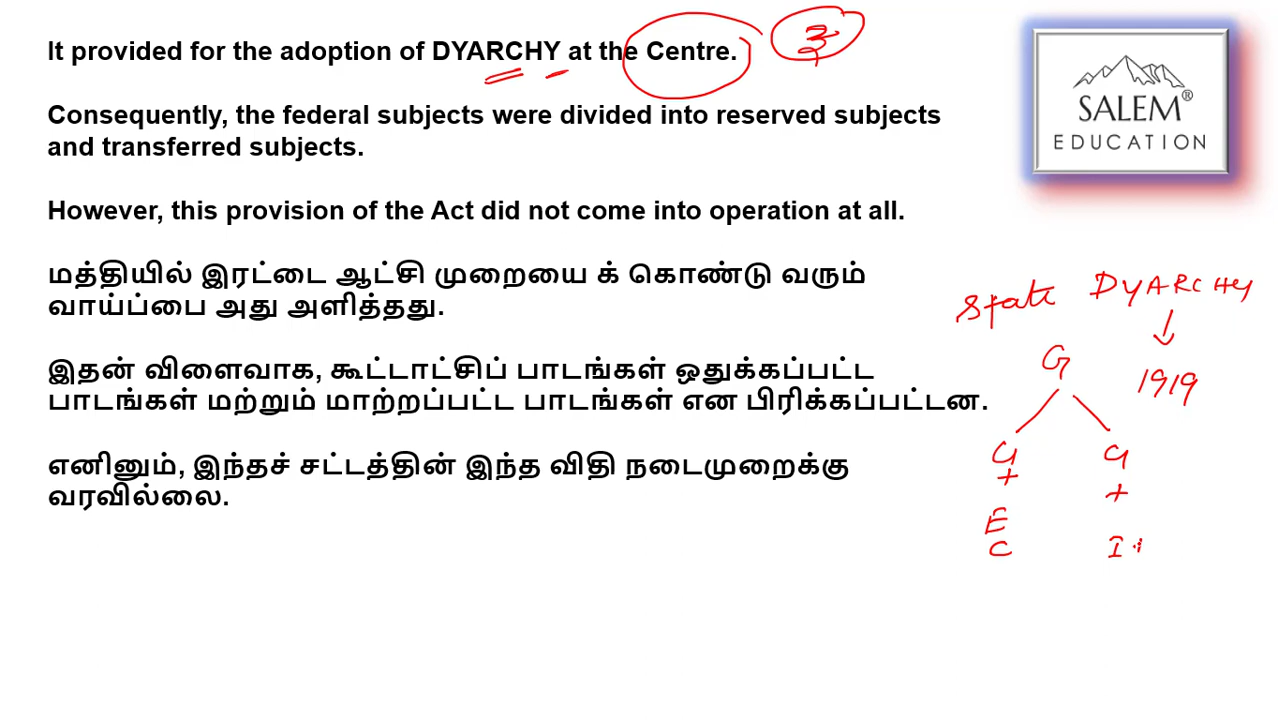 It provided for the adoption of DYARCHY at the Centre.
3
Consequently, the federal subjects were divided into reserved subjects
and transferred subjects.
However, this provision of the Act did not come into operation at all.
மத்தியில் இரட்டை ஆட்சி முறையை க் கொண்டு வரும்
வாய்ப்பை அது அளித்தது.
இதன் விளைவாக, கூட்டாட்சிப் பாடங்கள் ஒதுக்கப்பட்ட
பாடங்கள் மற்றும் மாற்றப்பட்ட பாடங்கள் என பிரிக்கப்பட்டன.
எனினும், இந்தச் சட்டத்தின் இந்த விதி நடைமுறைக்கு
வரவில்லை.
SALEM®
EDUCATION
State DYARCHY
G
1919
G G
+ +
E
C I